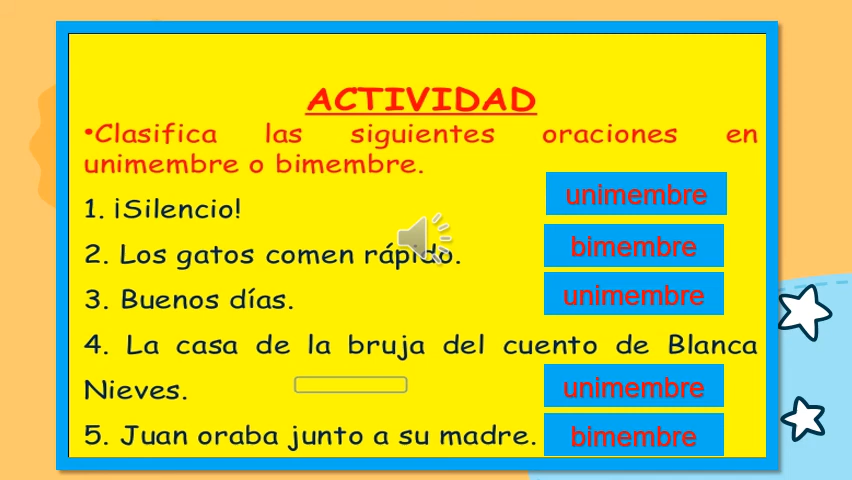 ACTIVIDAD
•Clasifica las siguientes oraciones en
unimembre o bimembre.
1. ¡Silencio!
unimembre
2. Los gatos comen rápido.
bimembre
3. Buenos días.
unimembre
4. La casa de la bruja del cuento de Blanca
Nieves.
unimembre
5. Juan oraba junto a su madre.
bimembre